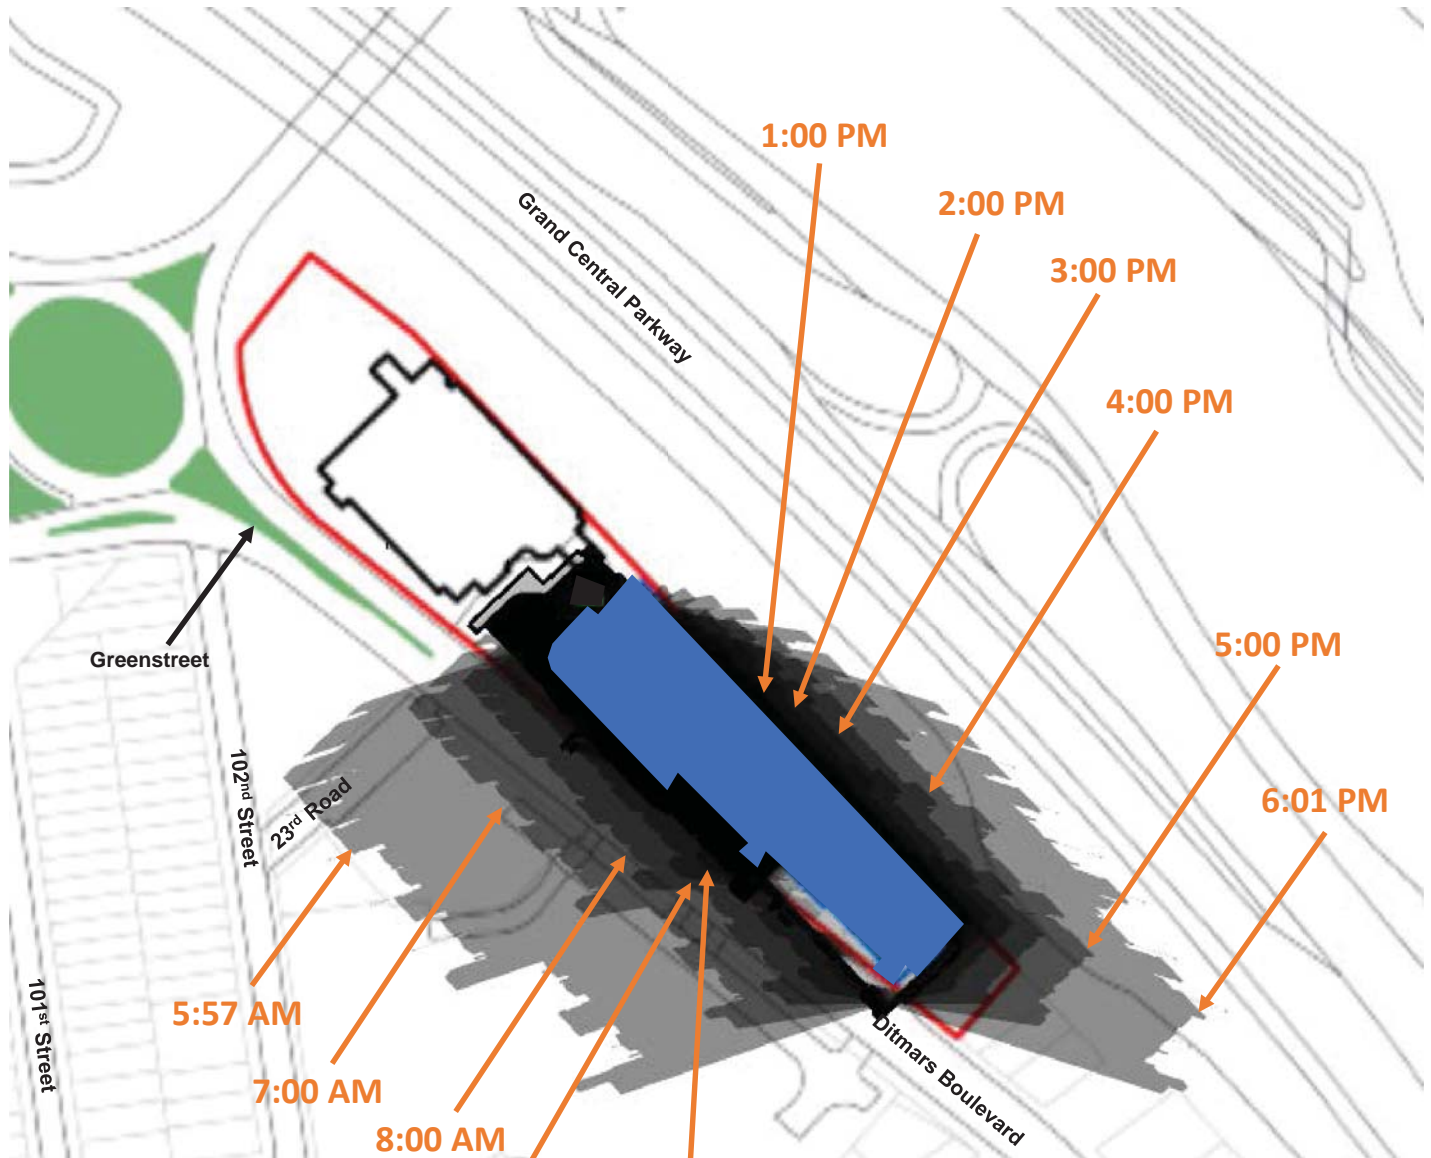 1:00 PM
2:00 PM
Grand Central Parkway
3:00 PM
4:00 PM
5:00 PM
Greenstreet
102nd Street
23rd Road
6:01 PM
5:57 AM
101st Street
Ditmars Boulevard
7:00 AM
8:00 AM